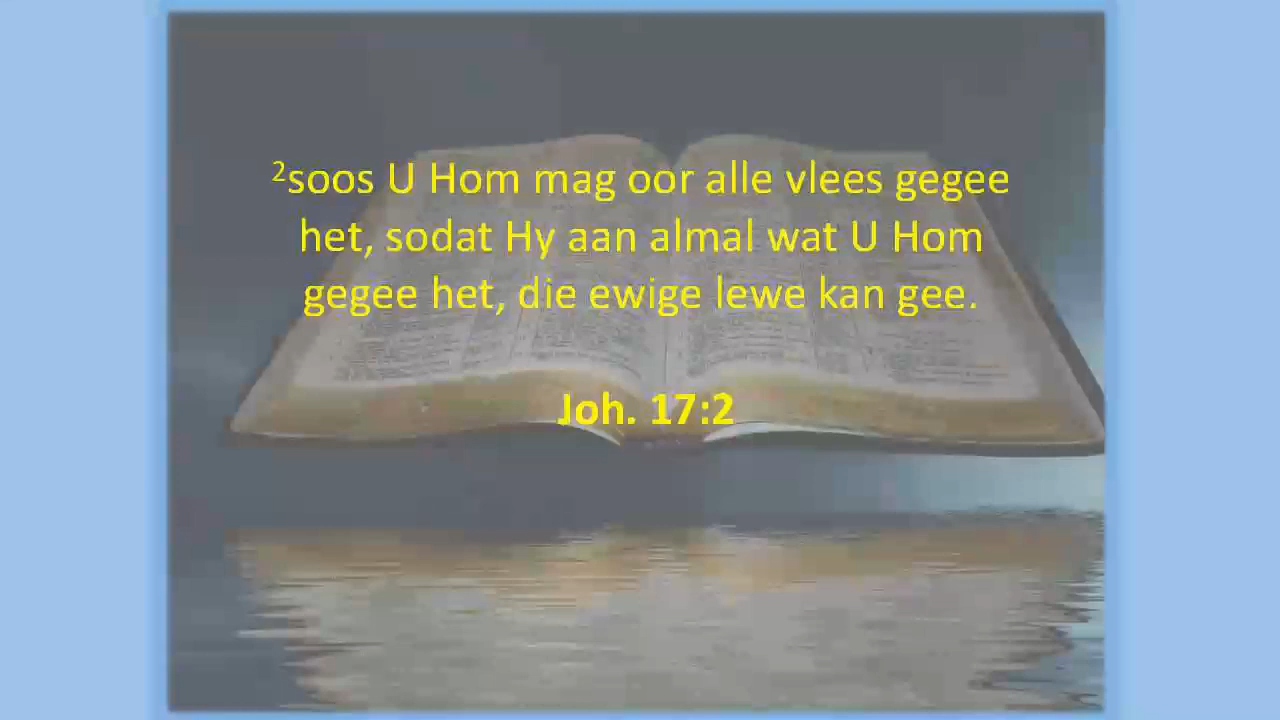 ²soos U Hom mag oor alle vlees gegee
het, sodat Hy aan almal wat U Hom
gegee het, die ewige lewe kan gee.
Joh. 17:2